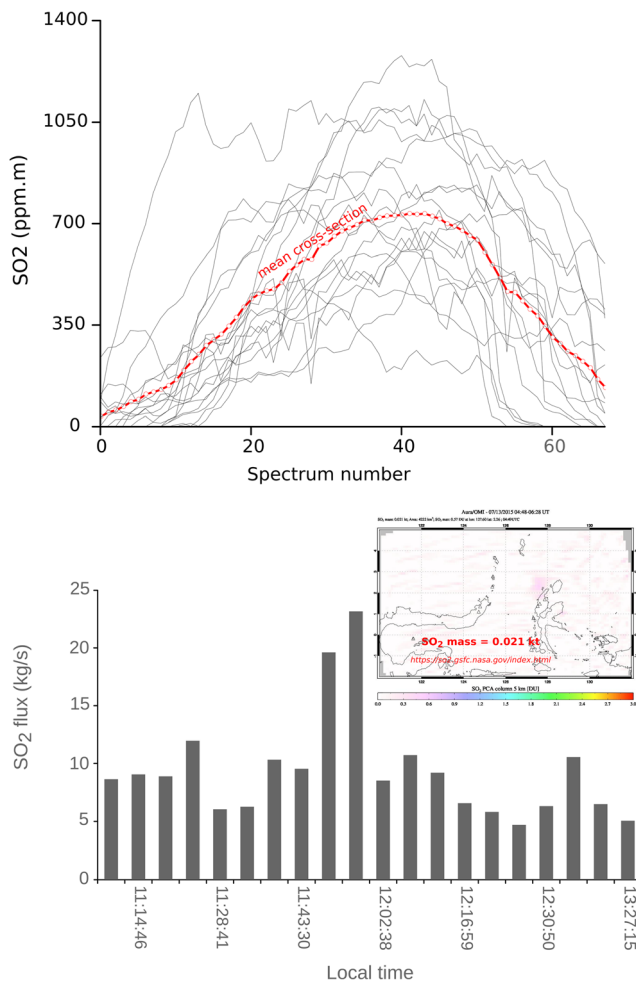 1400
1050
700
350
0
SO2 (ppm.m)
mean cross-section
0
20
40
60
Spectrum number
Aura/OMI - 07/13/2015 04:48-06:28 UT
SO₂ PCA column 5 km [DU]
0.0 0.3 0.6 0.9 1.2 1.5 1.8 2.1 2.4 2.7 3.0
SO₂ mass = 0.021 kt
https://so2.gsfc.nasa.gov/index.html
25
20
15
10
5
0
SO₂ flux (kg/s)
11:14:46
11:28:41
11:43:30
12:02:38
12:16:59
12:30:50
13:27:15
Local time